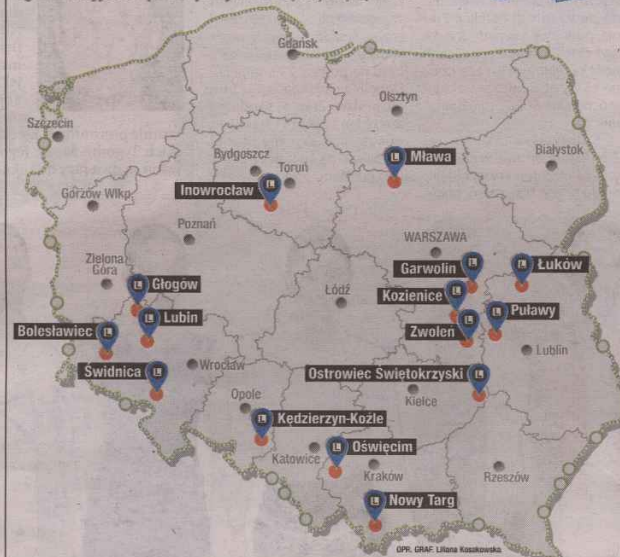 Gdańsk
Olsztyn
Szczecin
Białystok
Bydgoszcz
Toruń
Mława
Inowrocław
Gorzów Wlkp.
Poznań
WARSZAWA
Zielona
Góra
Garwolin
Łuków
Głogów
Łódź
Kozienice
Lubin
Puławy
Bolesławiec
Zwoleń
Lublin
Wrocław
Świdnica
Ostrowiec Świętokrzyski
Opole
Kielce
Kędzierzyn-Koźle
Oświęcim
Katowice
Kraków
Rzeszów
Nowy Targ
OPR. GRAF. Liliana Kosakowska